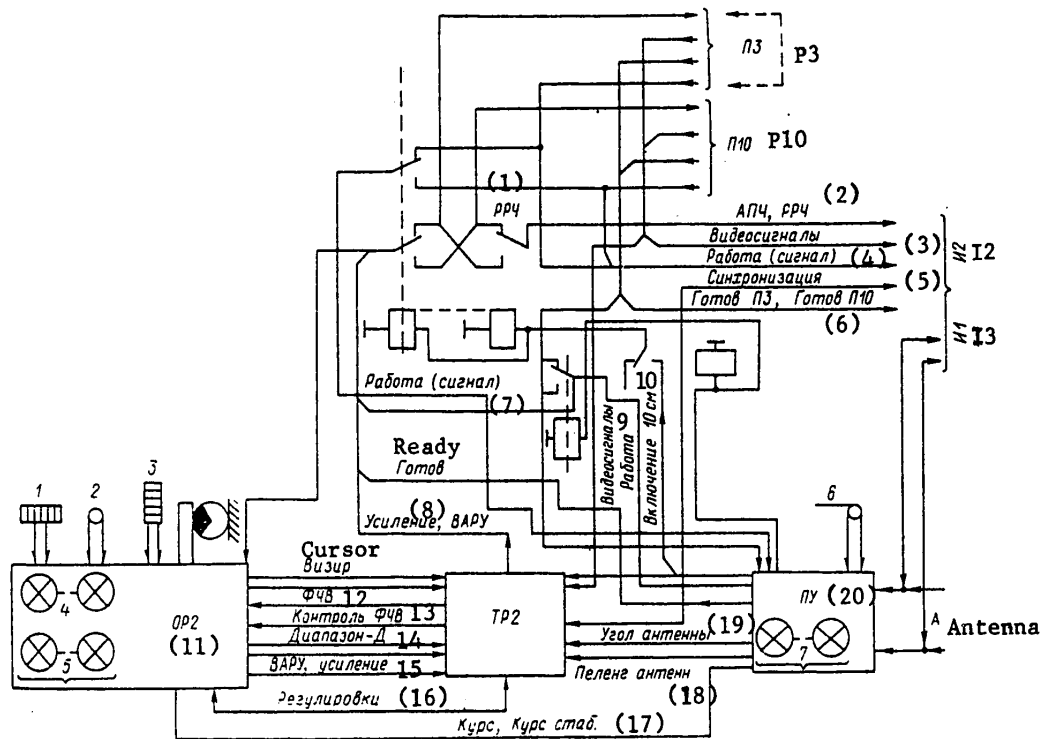 П3 Р3
П10 Р10
(1)
РРЧ
(2)
АПЧ, РРЧ
Видеосигналы (3)
Работа (сигнал) (4)
Синхронизация (5)
Готов П3, Готов П10
(6)
И2 I2
И1 I3
Работа (сигнал)
(7)
10
9
Видеосигналы
Работа
Включение 10 см
Ready
Готов
(8)
Усиление, ВАРУ
1
2
3
4
5
ОР2
(11)
Cursor
Визир
ФЧВ 12
Контроль ФЧВ 13
Диапазон-Д 14
ВАРУ, усиление 15
Регулировки (16)
Курс, Курс стаб. (17)
ТР2
Угол антенны (19)
Пеленг антенн
(18)
6
ПУ (20)
7
А Antenna